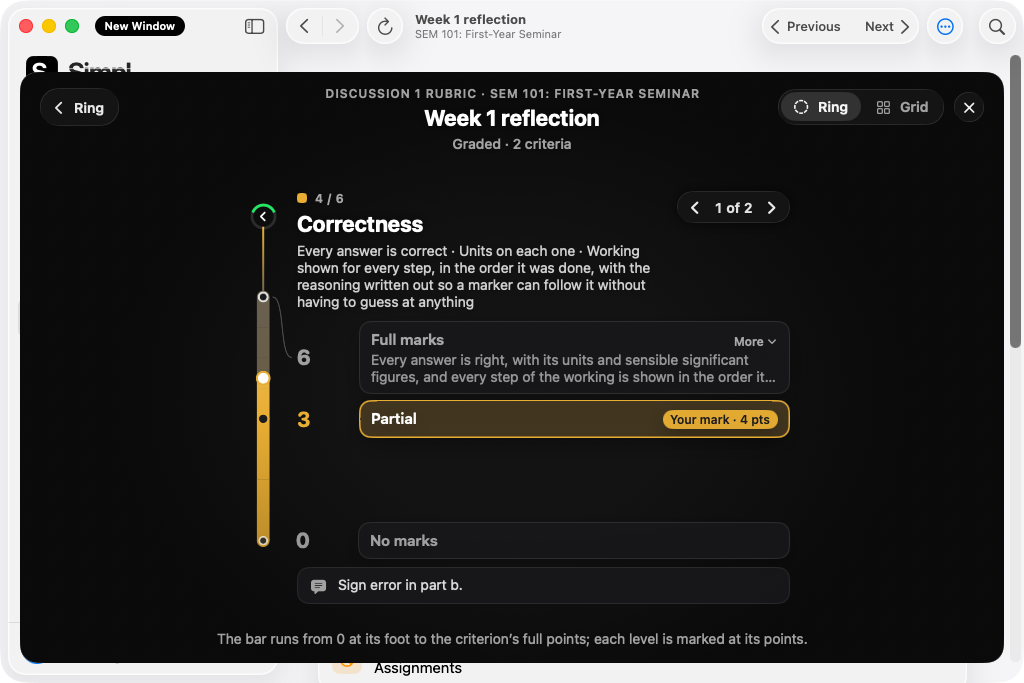 New Window
Week 1 reflection
SEM 101: First-Year Seminar
Previous
Next
DISCUSSION 1 RUBRIC · SEM 101: FIRST-YEAR SEMINAR
Ring
Week 1 reflection
Ring
Grid
Graded · 2 criteria
4 / 6
Correctness
1 of 2
Every answer is correct · Units on each one · Working
shown for every step, in the order it was done, with the
reasoning written out so a marker can follow it without
having to guess at anything
6
Full marks
More
Every answer is right, with its units and sensible significant
figures, and every step of the working is shown in the order it…
3
Partial
Your mark · 4 pts
0
No marks
Sign error in part b.
The bar runs from 0 at its foot to the criterion’s full points; each level is marked at its points.
Assignments